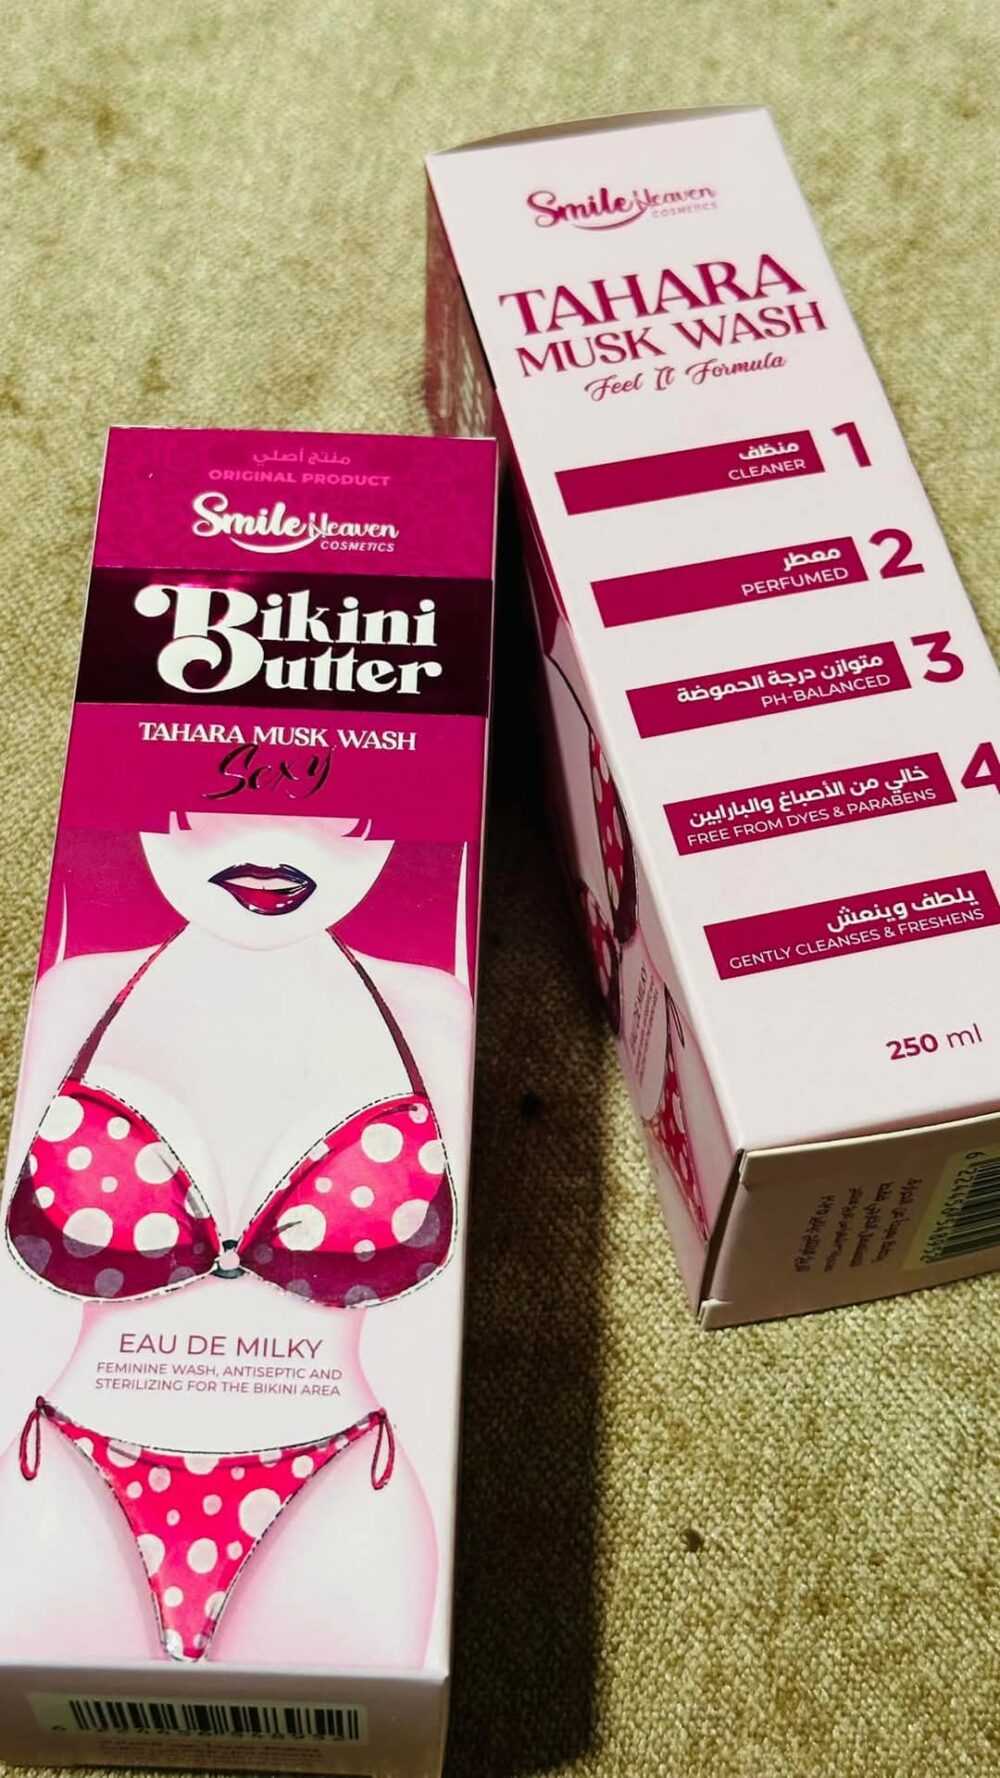 منتج أصلي
ORIGINAL PRODUCT
Smile Heaven
COSMETICS
Bikini
Butter
TAHARA MUSK WASH
Sexy
EAU DE MILKY
FEMININE WASH, ANTISEPTIC AND
STERILIZING FOR THE BIKINI AREA
Smile Heaven
COSMETICS
TAHARA
MUSK WASH
Feel It Formula
منظف 1
CLEANER
معطر 2
PERFUMED
متوازن درجة الحموضة 3
PH-BALANCED
خالي من الأصباغ والبارابين 4
FREE FROM DYES & PARABENS
يلطف وينعش
GENTLY CLEANSES & FRESHENS
250 ml